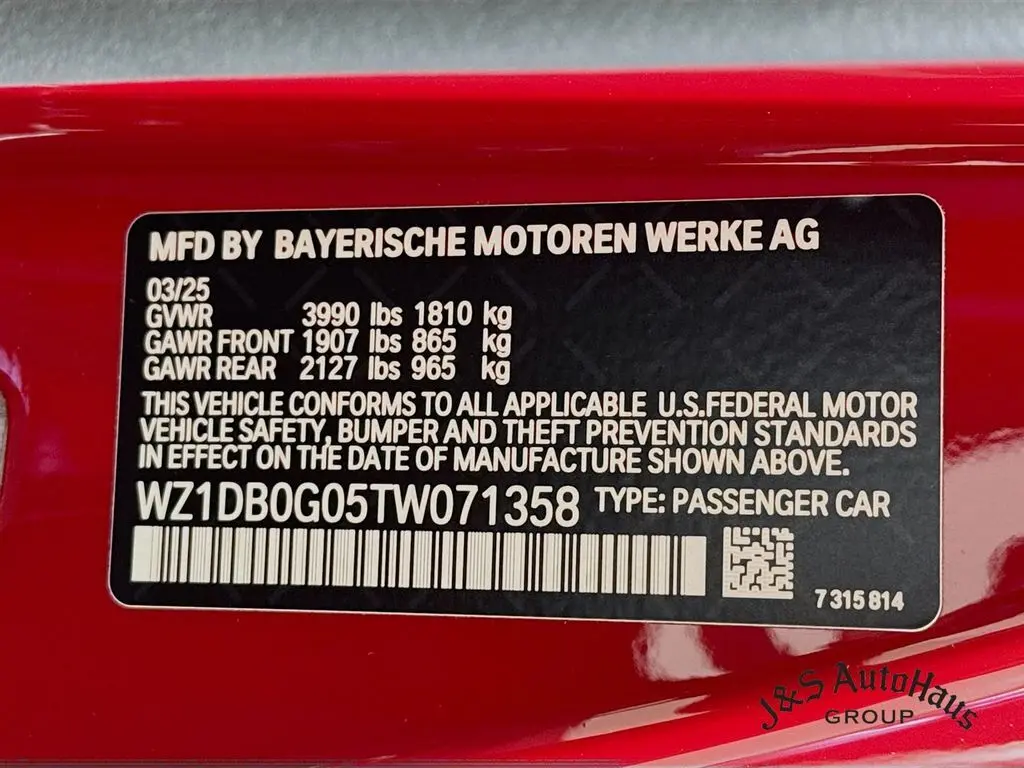 MFD BY BAYERISCHE MOTOREN WERKE AG
03/25
GVWR 3990 lbs 1810 kg
GAWR FRONT 1907 lbs 865 kg
GAWR REAR 2127 lbs 965 kg
THIS VEHICLE CONFORMS TO ALL APPLICABLE U.S.FEDERAL MOTOR
VEHICLE SAFETY, BUMPER AND THEFT PREVENTION STANDARDS
IN EFFECT ON THE DATE OF MANUFACTURE SHOWN ABOVE.
WZ1DB0G05TW071358 TYPE: PASSENGER CAR
7 315 814
J&S AutoHaus
GROUP